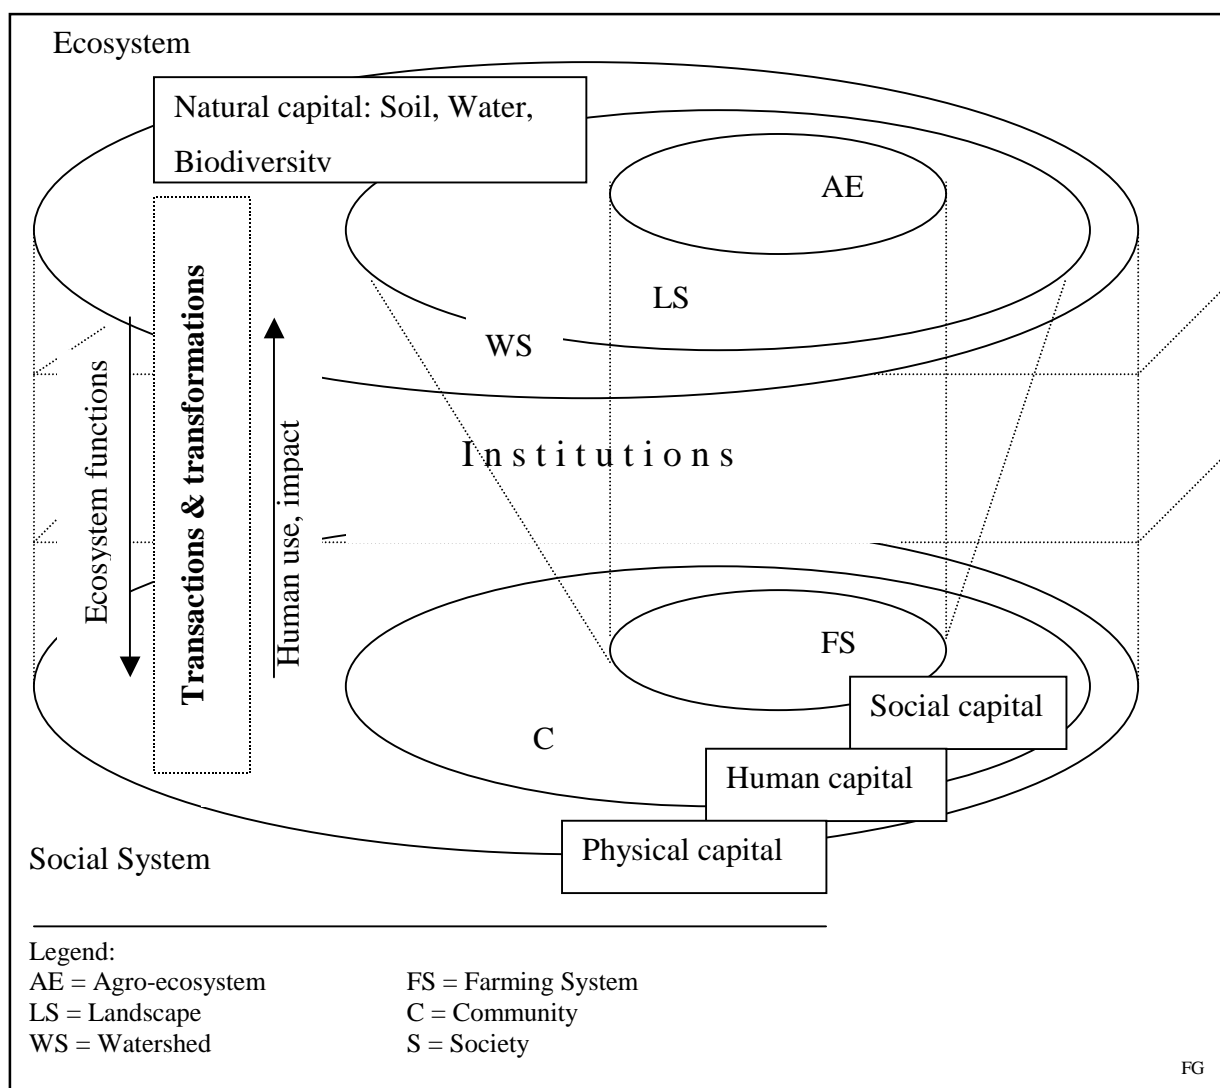 Ecosystem
Natural capital: Soil, Water,
Biodiversity
AE
LS
WS
Ecosystem functions
Transactions & transformations
Human use, impact
Institutions
FS
C
Social capital
Human capital
Physical capital
Social System
Legend:
AE = Agro-ecosystem
FS = Farming System
LS = Landscape
C = Community
WS = Watershed
S = Society
FG